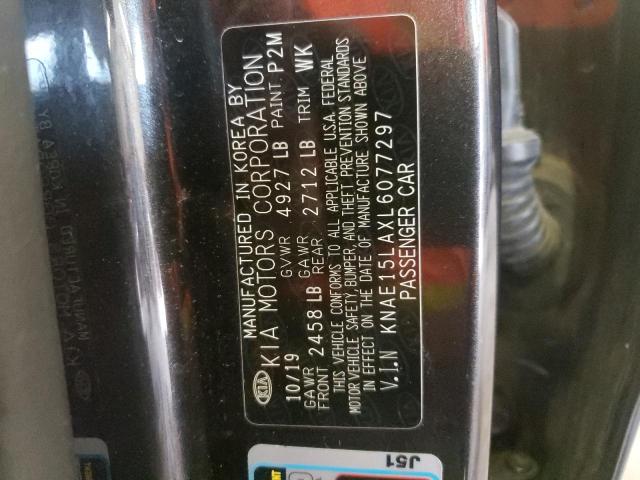 MANUFACTURED IN KOREA BY
KIA KIA MOTORS CORPORATION
10/19 GVWR 4927 LB PAINT P2M
GAWR FRONT 2458 LB GAWR REAR 2712 LB TRIM WK
THIS VEHICLE CONFORMS TO ALL APPLICABLE U.S.A. FEDERAL
MOTOR VEHICLE SAFETY, BUMPER, AND THEFT PREVENTION STANDARDS
IN EFFECT ON THE DATE OF MANUFACTURE SHOWN ABOVE
V.I.N KNAE15LAXL6077297
PASSENGER CAR
J51